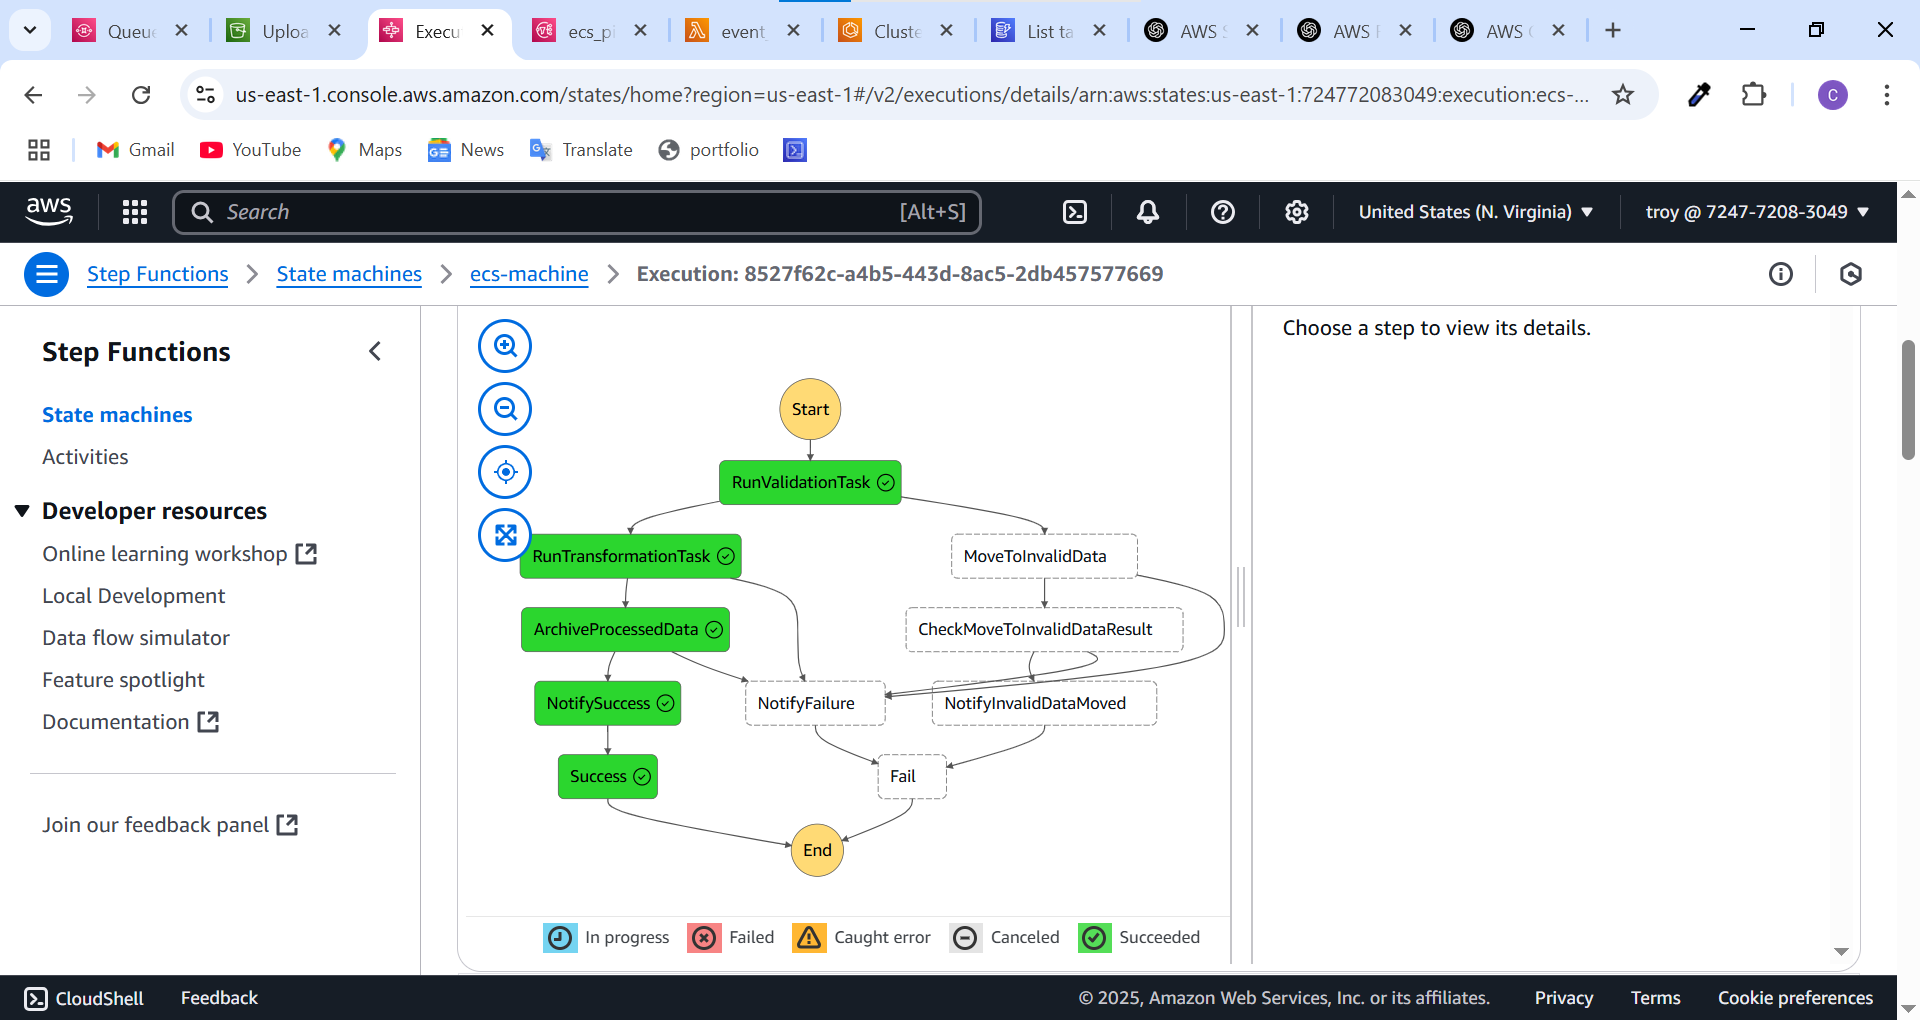 Queue
Uploa
Execu
ecs_pi
event_
Cluste
List ta
AWS S
AWS
AWS
us-east-1.console.aws.amazon.com/states/home?region=us-east-1#/v2/executions/details/arn:aws:states:us-east-1:724772083049:execution:ecs-...
C
Gmail
YouTube
Maps
News
Translate
portfolio
aws
Search
[Alt+S]
United States (N. Virginia)
troy @ 7247-7208-3049
Step Functions
State machines
ecs-machine
Execution: 8527f62c-a4b5-443d-8ac5-2db457577669
Step Functions
State machines
Activities
Developer resources
Online learning workshop
Local Development
Data flow simulator
Feature spotlight
Documentation
Join our feedback panel
Choose a step to view its details.
Start
RunValidationTask
RunTransformationTask
MoveToInvalidData
ArchiveProcessedData
CheckMoveToInvalidDataResult
NotifySuccess
NotifyFailure
NotifyInvalidDataMoved
Success
Fail
End
In progress
Failed
Caught error
Canceled
Succeeded
CloudShell
Feedback
© 2025, Amazon Web Services, Inc. or its affiliates.
Privacy
Terms
Cookie preferences